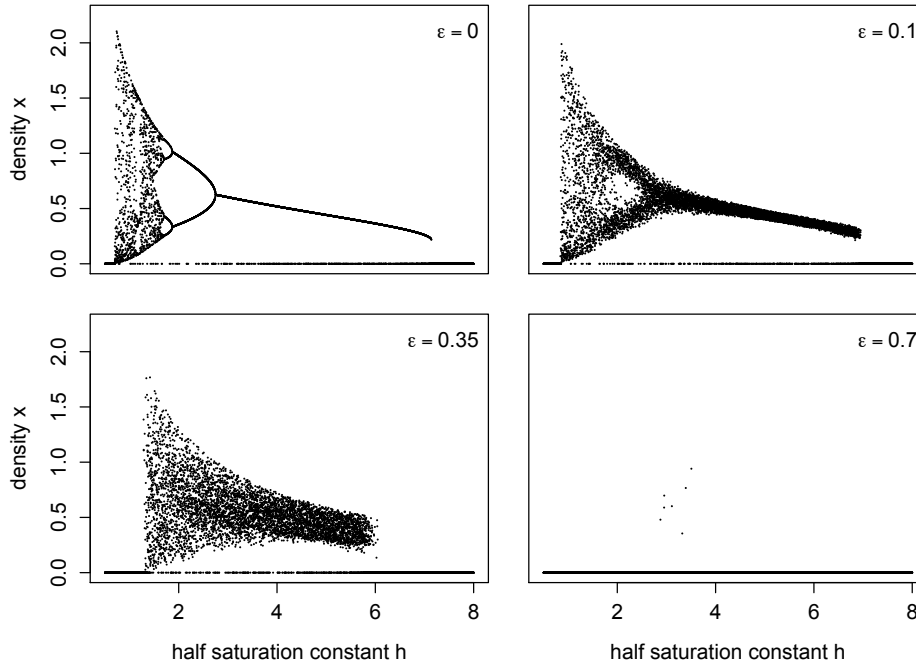 ε = 0
ε = 0.1
2.0
1.5
1.0
0.5
0.0
density x
ε = 0.35
ε = 0.7
2.0
1.5
1.0
0.5
0.0
density x
2 4 6 8
2 4 6 8
half saturation constant h
half saturation constant h